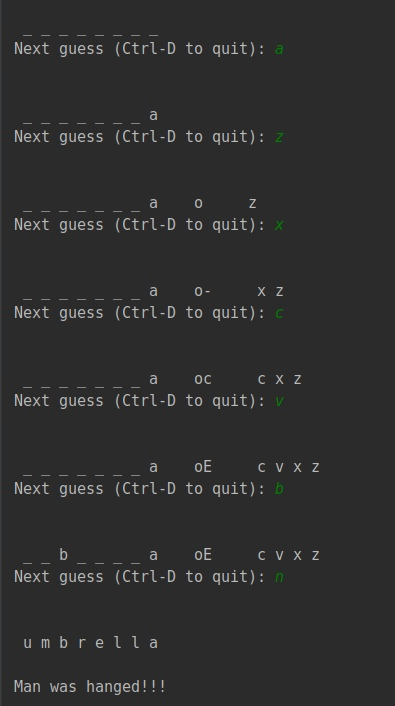 _ _ _ _ _ _ _ _
Next guess (Ctrl-D to quit): a
_ _ _ _ _ _ _ a
Next guess (Ctrl-D to quit): z
_ _ _ _ _ _ _ a    o     z
Next guess (Ctrl-D to quit): x
_ _ _ _ _ _ _ a    o-     x z
Next guess (Ctrl-D to quit): c
_ _ _ _ _ _ _ a    oc     c x z
Next guess (Ctrl-D to quit): v
_ _ _ _ _ _ _ a    oE     c v x z
Next guess (Ctrl-D to quit): b
_ _ b _ _ _ _ a    oE     c v x z
Next guess (Ctrl-D to quit): n
u m b r e l l a
Man was hanged!!!